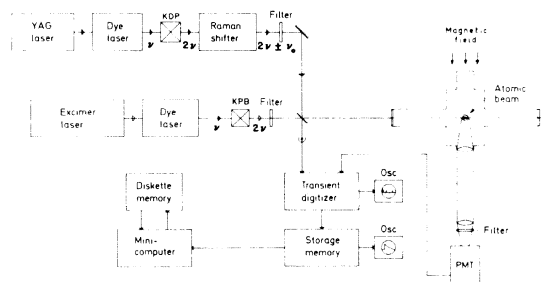 YAG
laser
Dye
laser
ν
KDP
2ν
Raman
shifter
Filter
2ν ± ν₀
Magnetic
field
Atomic
beam
Excimer
laser
Dye
laser
ν
KPB
2ν
Filter
Diskette
memory
Transient
digitizer
Osc
Mini-
computer
Storage
memory
Osc
Filter
PMT